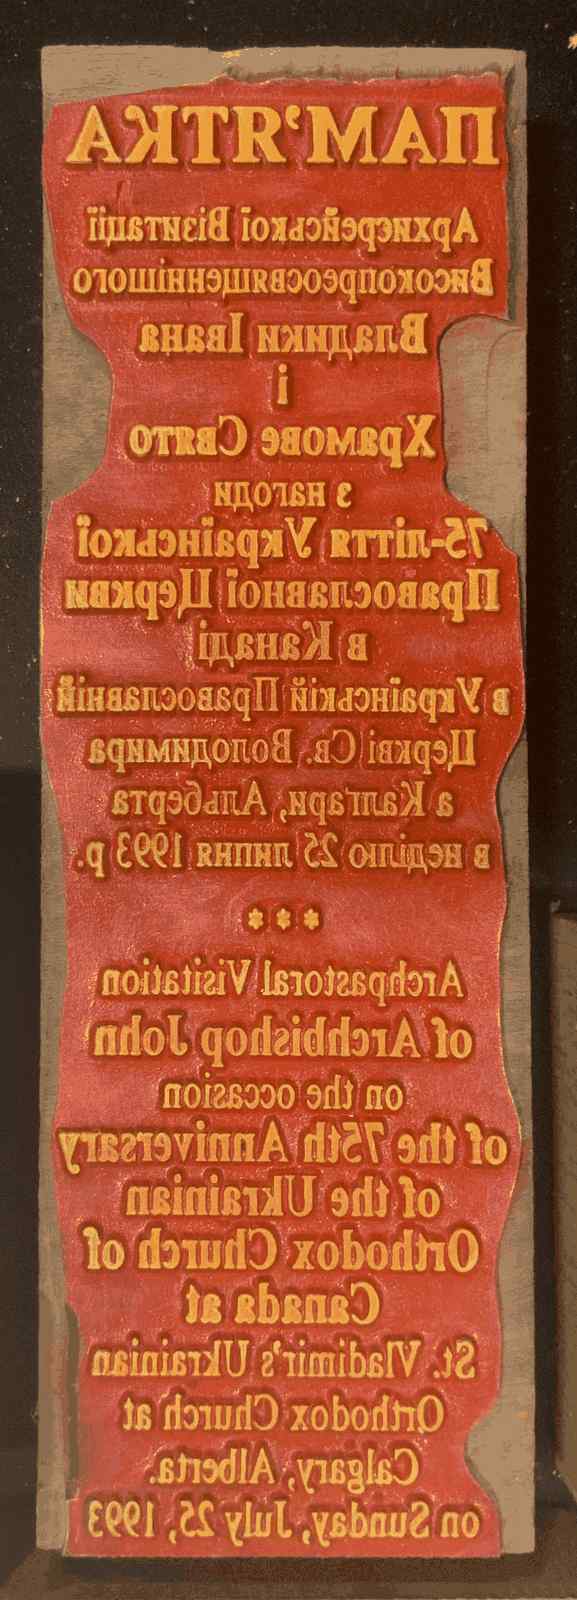 ПАМ'ЯТКА
Архиєрейської Візитації
Високопреосвященнішого
Владики Івана
і
Храмове Свято
з нагоди
75-ліття Української
Православної Церкви
в Канаді
в Українській Православній
Церкві Св. Володимира
а Калґари, Альберта
в неділю 25 липня 1993 р.
***
Archpastoral Visitation
of Archbishop John
on the occasion
of the 75th Anniversary
of the Ukrainian
Orthodox Church of
Canada at
St. Vladimir's Ukrainian
Orthodox Church at
Calgary, Alberta.
on Sunday, July 25, 1993